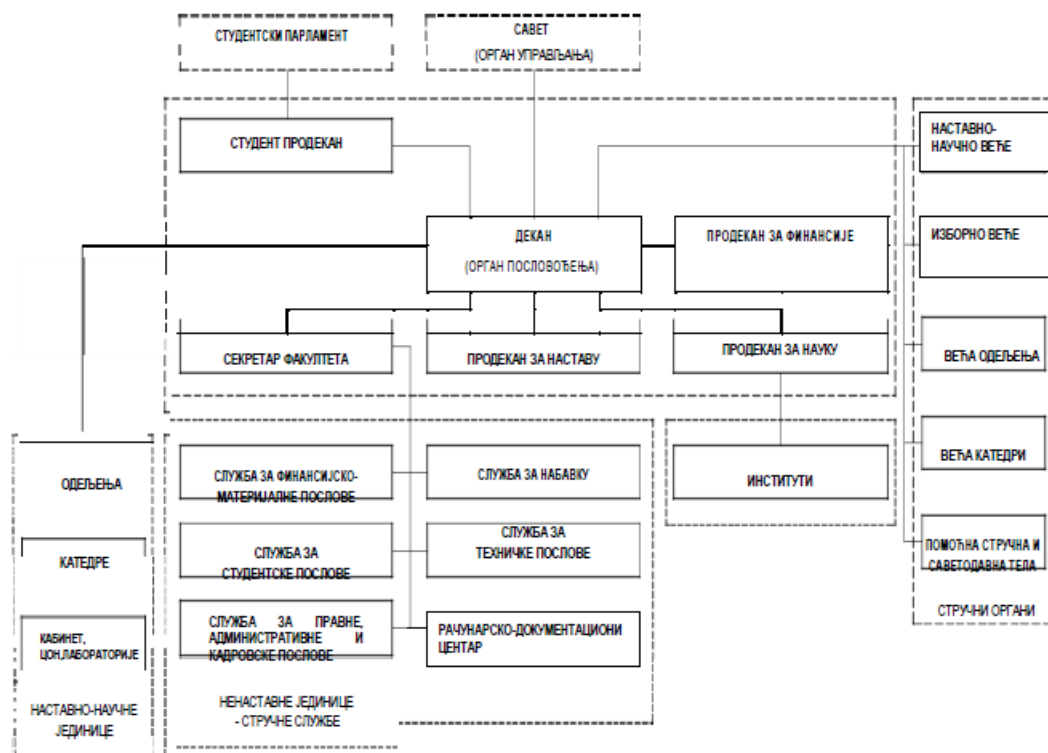 СТУДЕНТСКИ ПАРЛАМЕНТ
САВЕТ
(ОРГАН УПРАВЉАЊА)
СТУДЕНТ ПРОДЕКАН
НАСТАВНО-
НАУЧНО ВЕЋЕ
ДЕКАН
(ОРГАН ПОСЛОВОЂЕЊА)
ПРОДЕКАН ЗА ФИНАНСИЈЕ
ИЗБОРНО ВЕЋЕ
СЕКРЕТАР ФАКУЛТЕТА
ПРОДЕКАН ЗА НАСТАВУ
ПРОДЕКАН ЗА НАУКУ
ВЕЋА ОДЕЉЕЊА
ОДЕЉЕЊА
СЛУЖБА ЗА ФИНАНСИЈСКО-
МАТЕРИЈАЛНЕ ПОСЛОВЕ
СЛУЖБА ЗА НАБАВКУ
ИНСТИТУТИ
ВЕЋА КАТЕДРИ
КАТЕДРЕ
СЛУЖБА ЗА
СТУДЕНТСКЕ ПОСЛОВЕ
СЛУЖБА ЗА
ТЕХНИЧКЕ ПОСЛОВЕ
ПОМОЋНА СТРУЧНА И
САВЕТОДАВНА ТЕЛА
СТРУЧНИ ОРГАНИ
КАБИНЕТ,
ЦОН,ЛАБОРАТОРИЈЕ
СЛУЖБА ЗА ПРАВНЕ,
АДМИНИСТРАТИВНЕ И
КАДРОВСКЕ ПОСЛОВЕ
РАЧУНАРСКО-ДОКУМЕНТАЦИОНИ
ЦЕНТАР
НАСТАВНО-НАУЧНЕ
ЈЕДИНИЦЕ
НЕНАСТАВНЕ ЈЕДИНИЦЕ
- СТРУЧНЕ СЛУЖБЕ